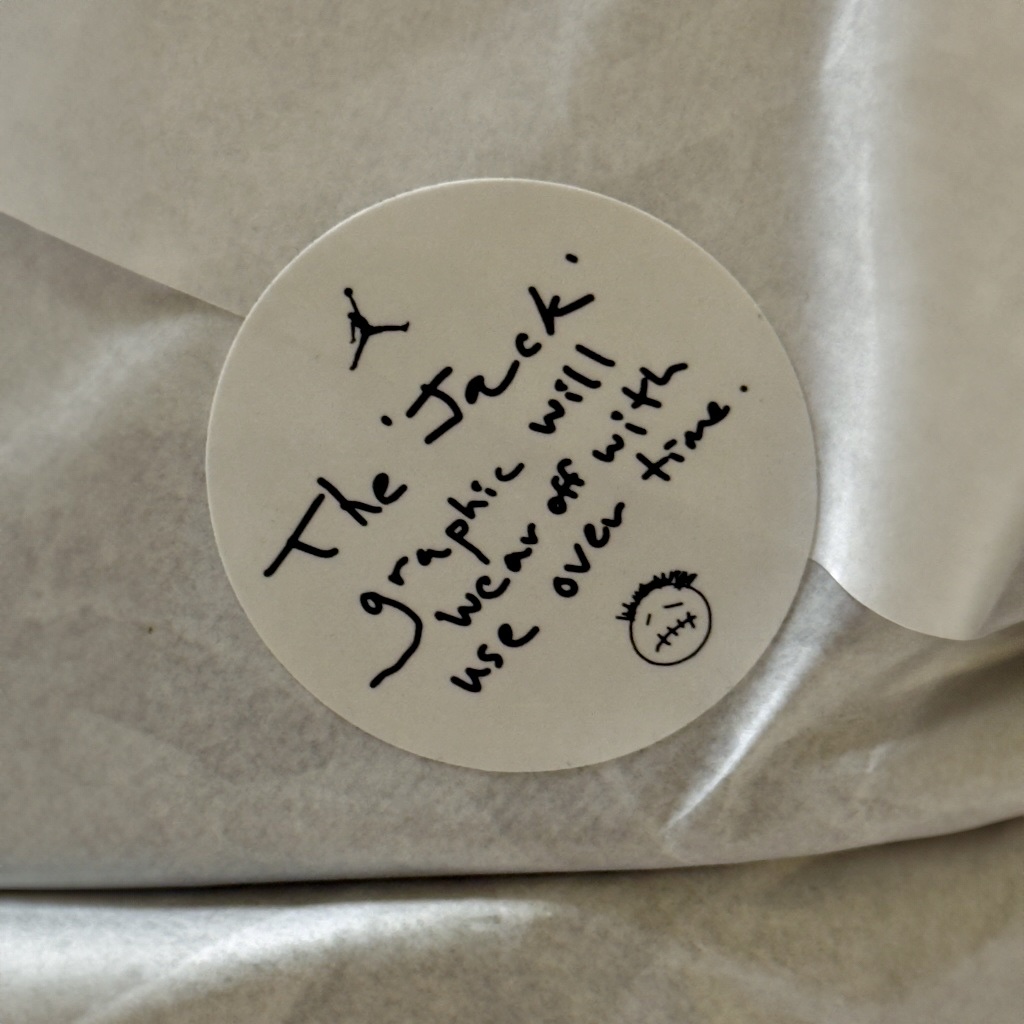 The 'Jack'
graphic will
wear off with
use over time.